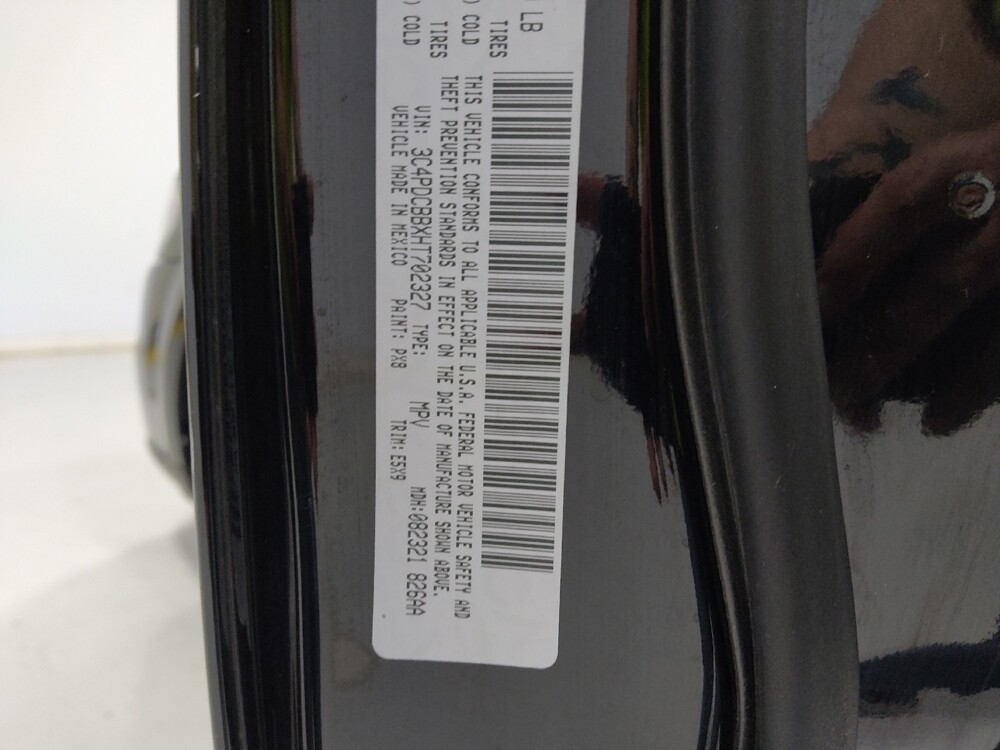 LB
TIRES
) COLD
TIRES
) COLD
THIS VEHICLE CONFORMS TO ALL APPLICABLE U.S.A. FEDERAL MOTOR VEHICLE SAFETY AND
THEFT PREVENTION STANDARDS IN EFFECT ON THE DATE OF MANUFACTURE SHOWN ABOVE.
VIN: 3C4PDCBBXHT702327 TYPE: MPV MDH:082321 826AA
VEHICLE MADE IN MEXICO PAINT: PX8 TRIM: E5X9